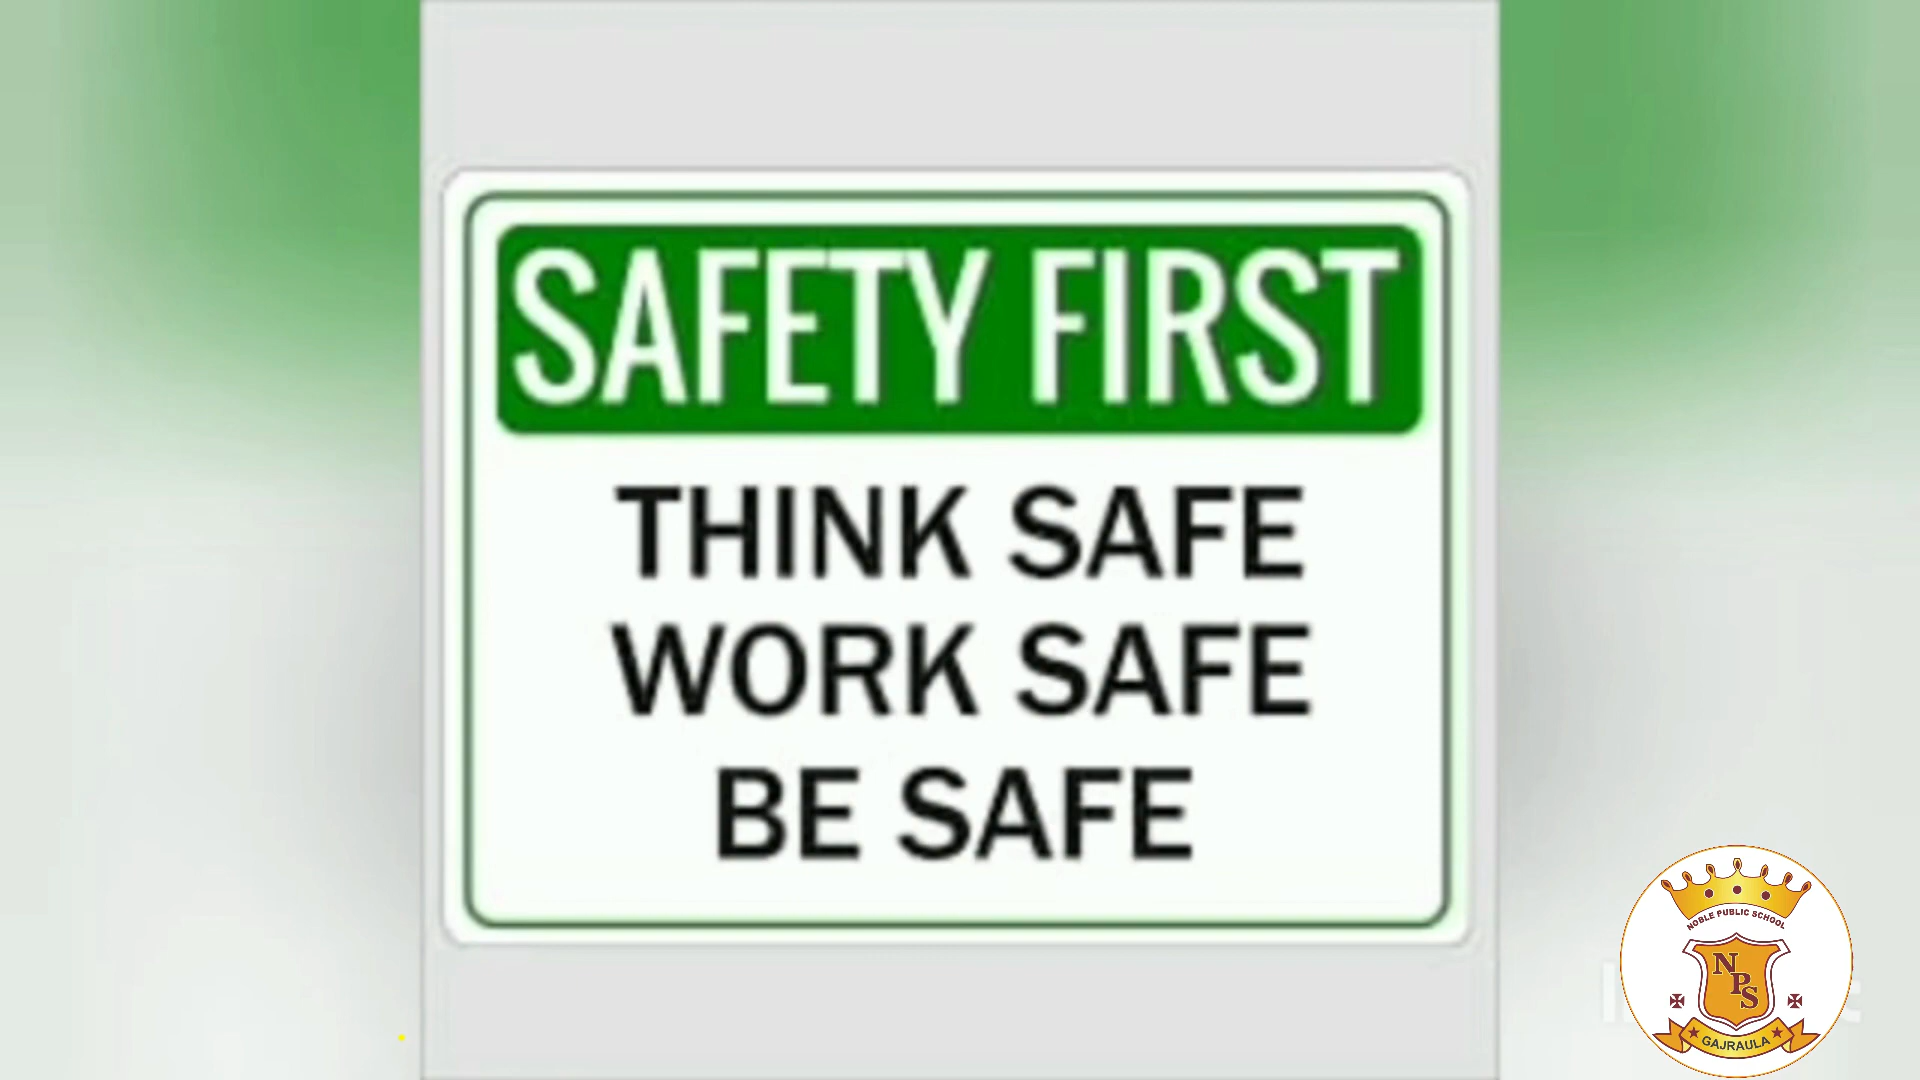 SAFETY FIRST
THINK SAFE
WORK SAFE
BE SAFE
NOBLE PUBLIC SCHOOL
NPS
GAJRAULA